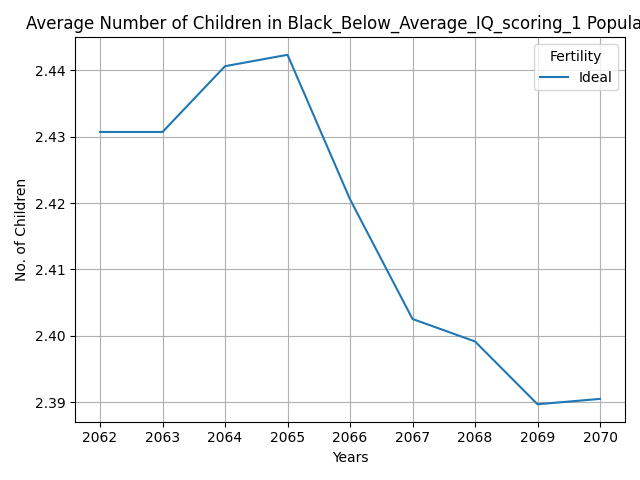 Average Number of Children in Black_Below_Average_IQ_scoring_1 Popula
Fertility
Ideal
2.44
2.43
2.42
2.41
2.40
2.39
No. of Children
2062 2063 2064 2065 2066 2067 2068 2069 2070
Years